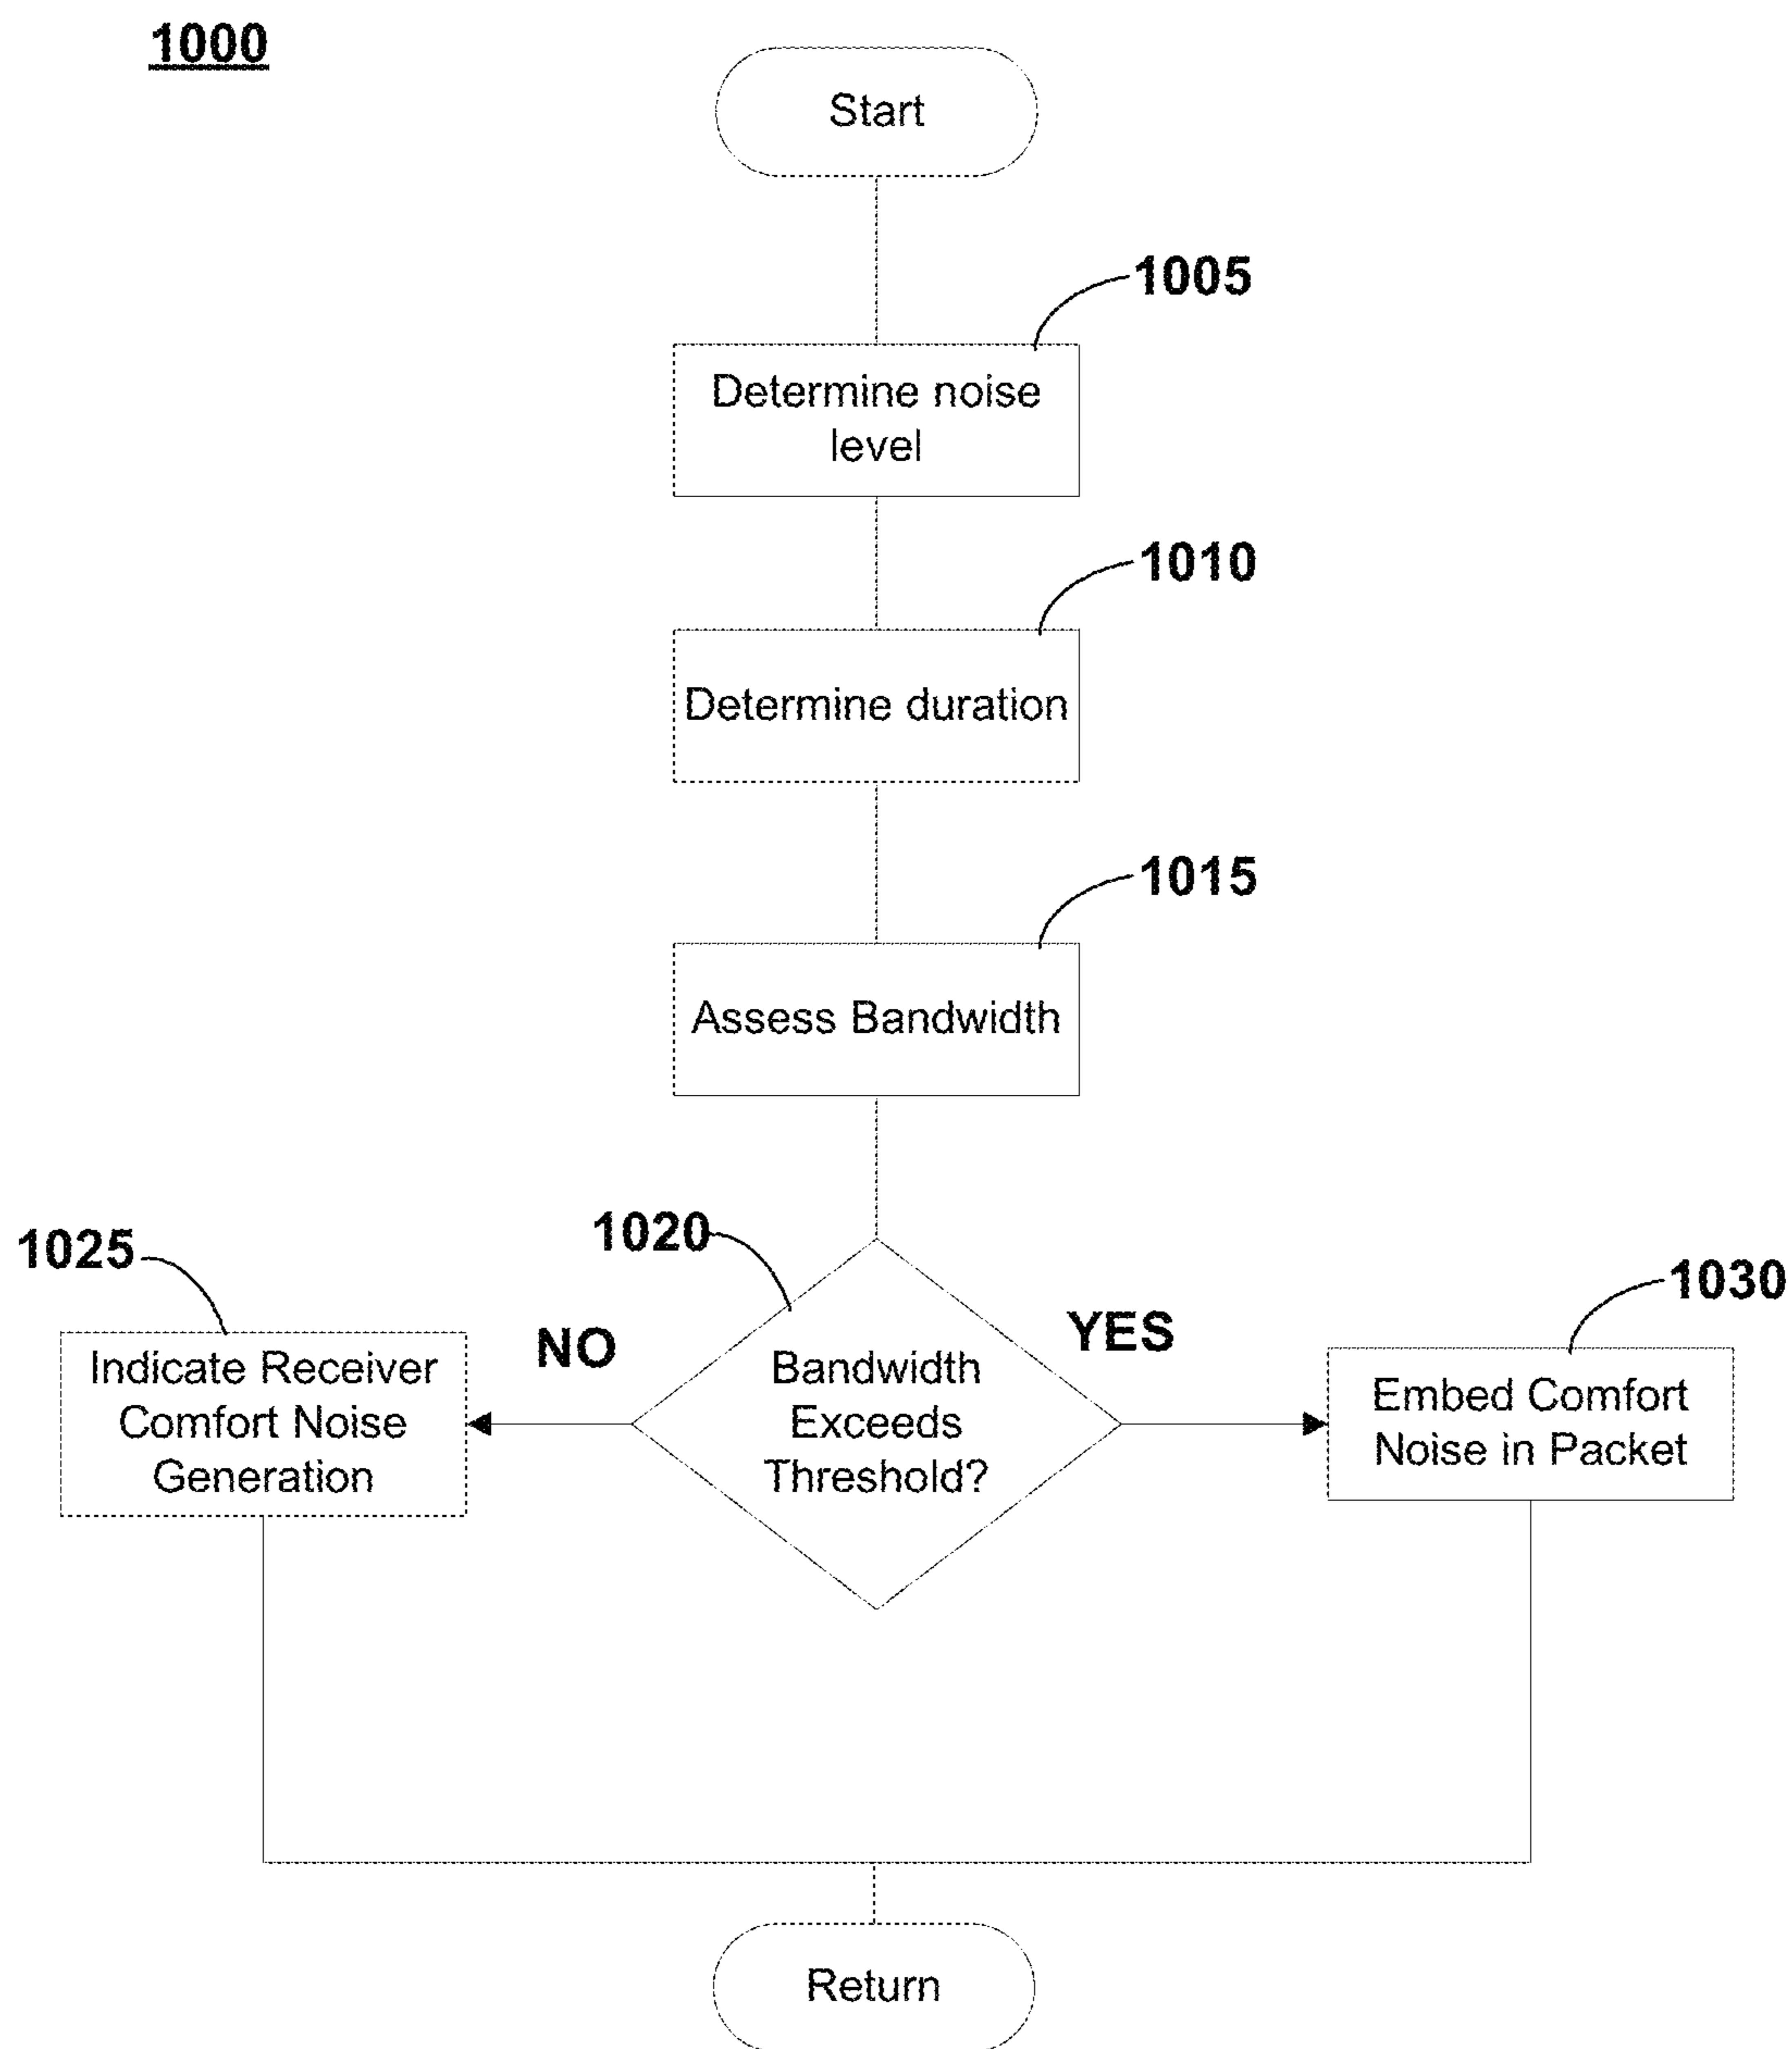 1000
Start
1005
Determine noise
level
1010
Determine duration
1015
Assess Bandwidth
1020
1025
1030
NO
YES
Indicate Receiver
Comfort Noise
Generation
Bandwidth
Exceeds
Threshold?
Embed Comfort
Noise in Packet
Return